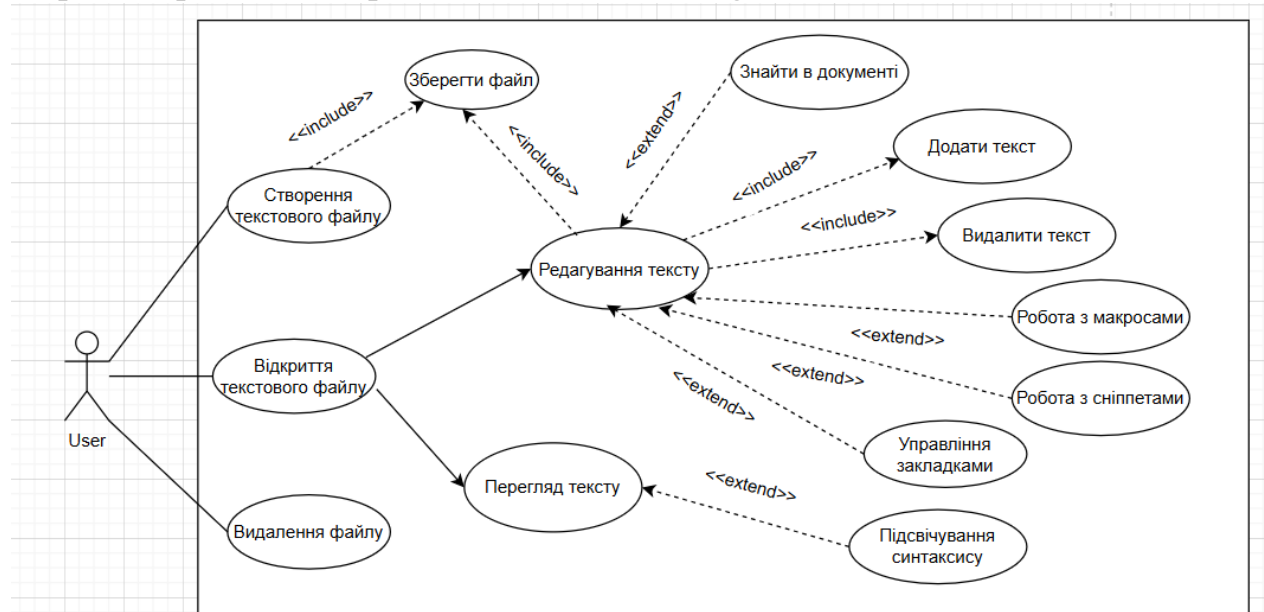 Зберегти файл
Знайти в документі
<<include>>
<<include>>
<<extend>>
Додати текст
<<include>>
Створення
текстового файлу
<<include>>
Видалити текст
Редагування тексту
Робота з макросами
<<extend>>
Відкриття
текстового файлу
<<extend>>
<<extend>>
Робота з сніппетами
User
Управління
закладками
Перегляд тексту
<<extend>>
Видалення файлу
Підсвічування
синтаксису